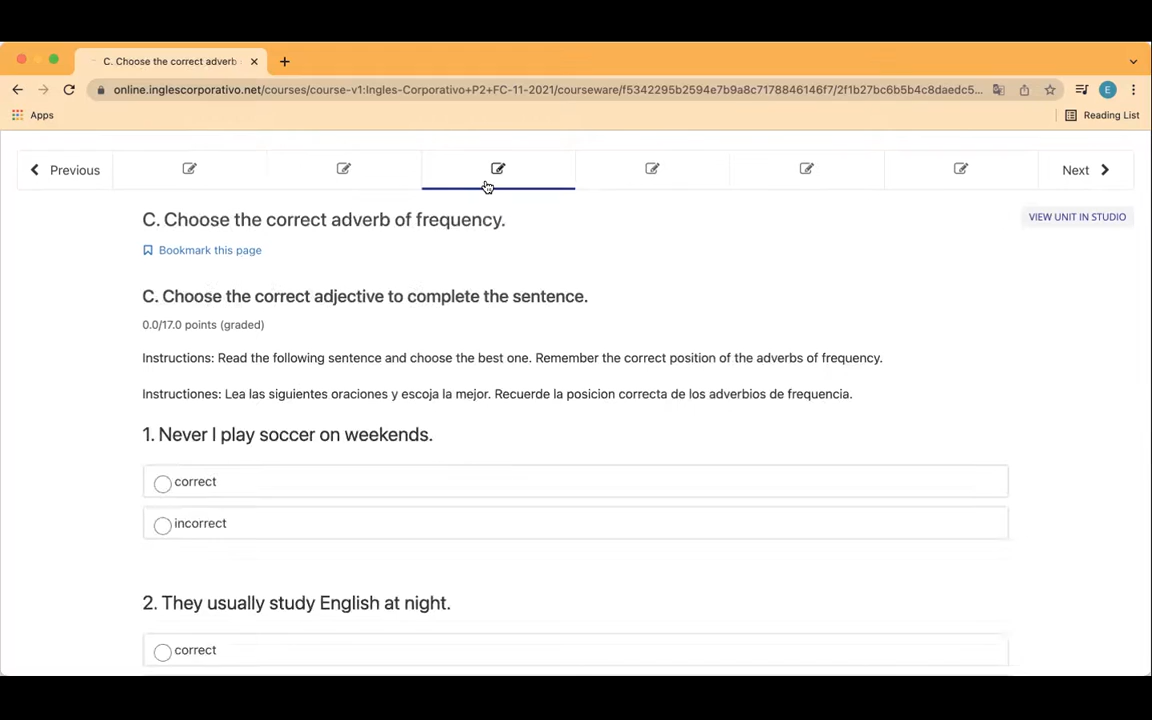 C. Choose the correct adverb
online.inglescorporativo.net/courses/course-v1:Ingles-Corporativo+P2+FC-11-2021/courseware/f5342295b2594e7b9a8c7178846146f7/2f1b27bc6b5b4c8daedc5...
E
Apps
Reading List
Previous
Next
C. Choose the correct adverb of frequency.
VIEW UNIT IN STUDIO
Bookmark this page
C. Choose the correct adjective to complete the sentence.
0.0/17.0 points (graded)
Instructions: Read the following sentence and choose the best one. Remember the correct position of the adverbs of frequency.
Instructiones: Lea las siguientes oraciones y escoja la mejor. Recuerde la posicion correcta de los adverbios de frequencia.
1. Never I play soccer on weekends.
correct
incorrect
2. They usually study English at night.
correct